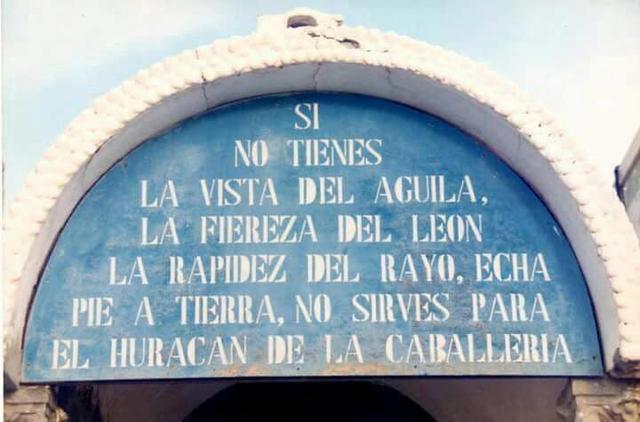 SI
NO TIENES
LA VISTA DEL AGUILA,
LA FIEREZA DEL LEON
LA RAPIDEZ DEL RAYO, ECHA
PIE A TIERRA, NO SIRVES PARA
EL HURACAN DE LA CABALLERIA